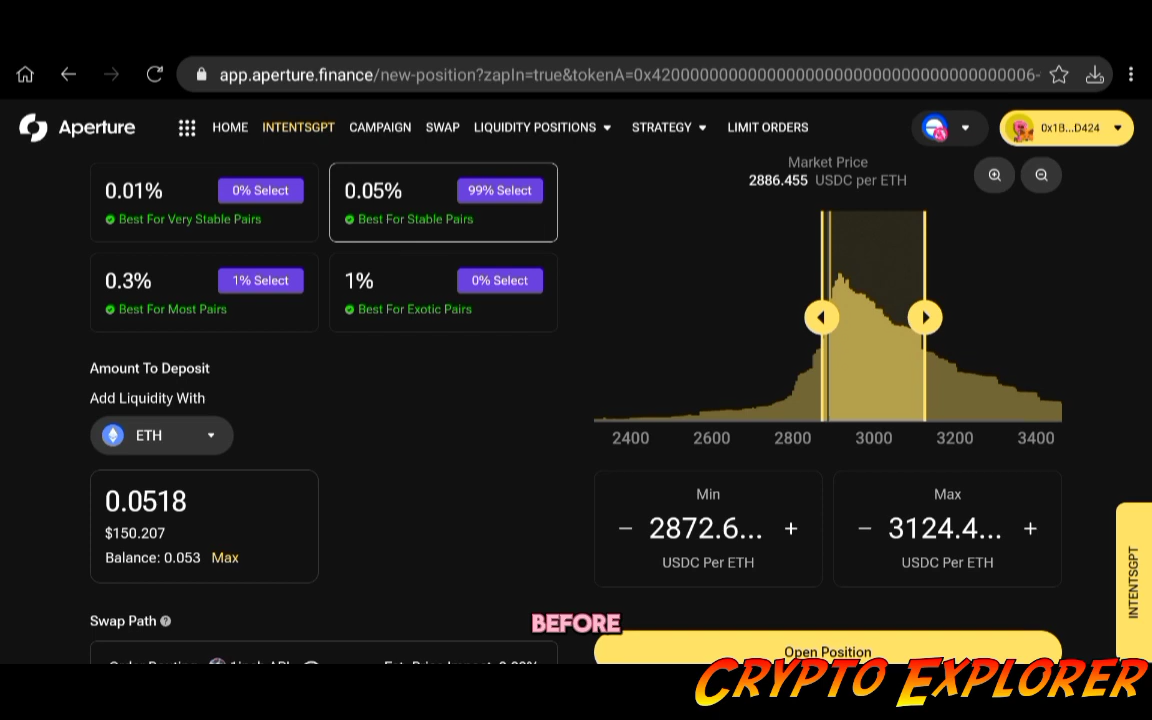 app.aperture.finance/new-position?zapIn=true&tokenA=0x4200000000000000000000000000000000000006-
Aperture
HOME
INTENTSGPT
CAMPAIGN
SWAP
LIQUIDITY POSITIONS
STRATEGY
LIMIT ORDERS
0x1B...D424
0.01%
0% Select
Best For Very Stable Pairs
0.05%
99% Select
Best For Stable Pairs
0.3%
1% Select
Best For Most Pairs
1%
0% Select
Best For Exotic Pairs
Amount To Deposit
Add Liquidity With
ETH
0.0518
$150.207
Balance: 0.053 Max
Swap Path
Market Price
2886.455 USDC per ETH
2400 2600 2800 3000 3200 3400
Min
− 2872.6... +
USDC Per ETH
Max
− 3124.4... +
USDC Per ETH
Open Position
INTENTSGPT
BEFORE
CRYPTO EXPLORER